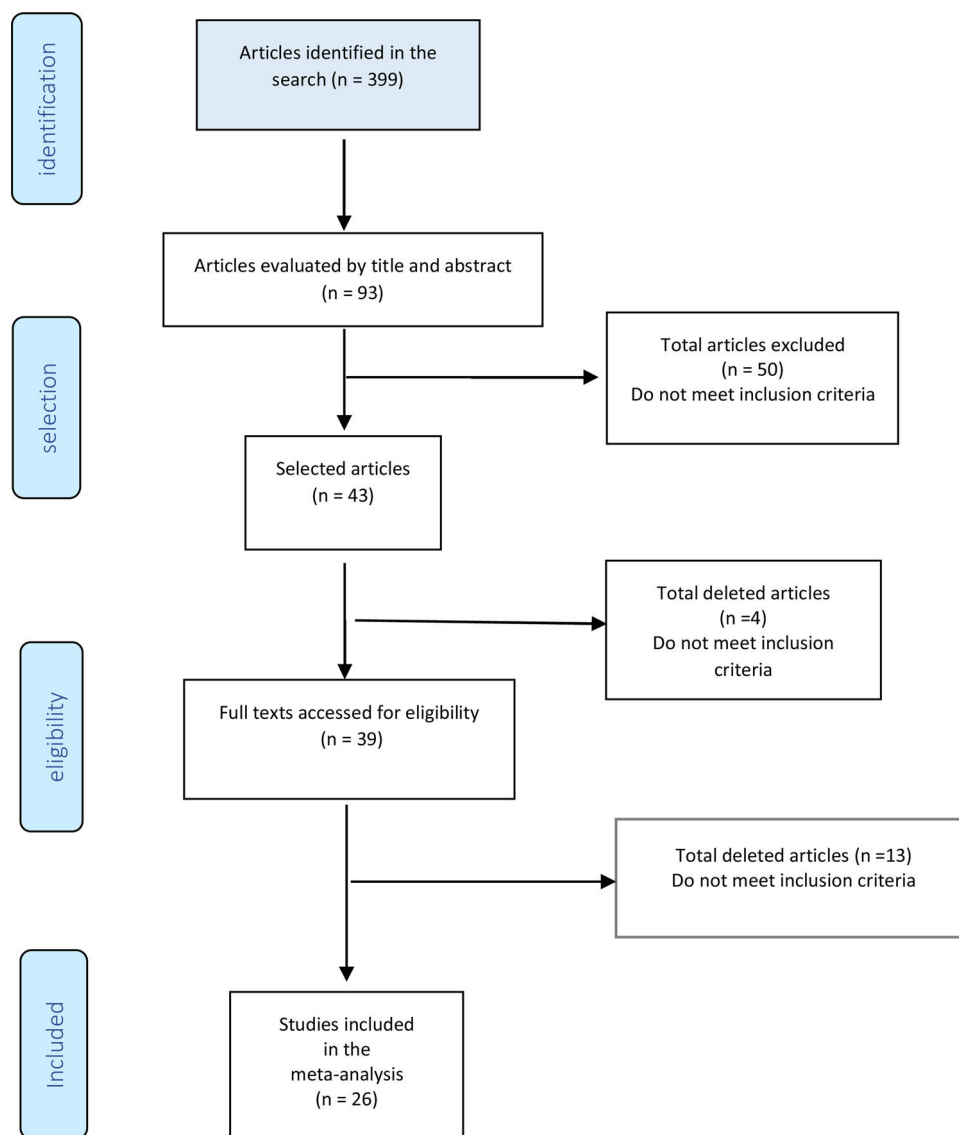 identification
Articles identified in the
search (n = 399)
Articles evaluated by title and abstract
(n = 93)
selection
Total articles excluded
(n = 50)
Do not meet inclusion criteria
Selected articles
(n = 43)
Total deleted articles
(n =4)
Do not meet inclusion
criteria
eligibility
Full texts accessed for eligibility
(n = 39)
Total deleted articles (n =13)
Do not meet inclusion criteria
Included
Studies included
in the
meta-analysis
(n = 26)